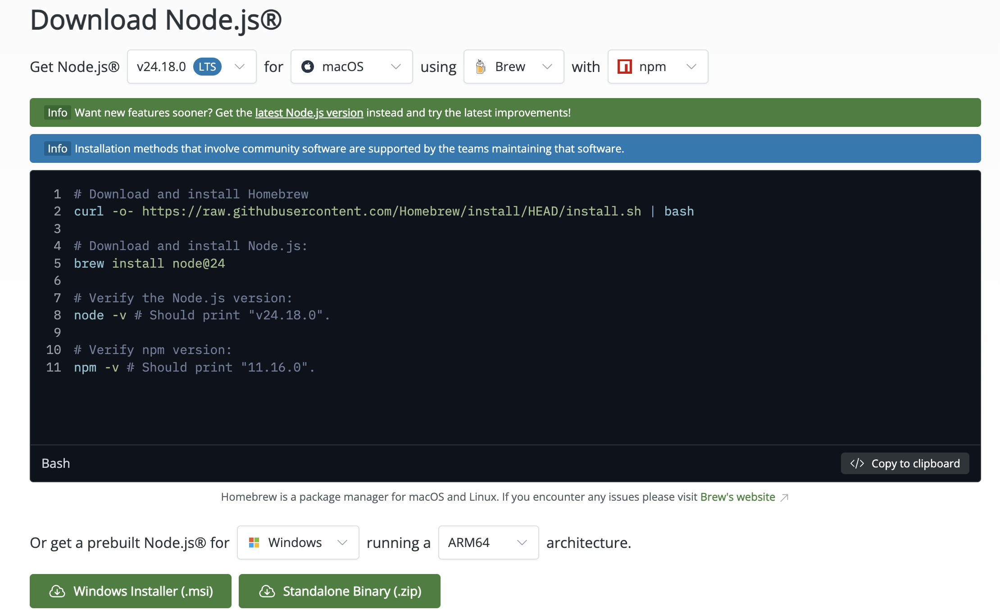 Download Node.js®
Get Node.js® v24.18.0 LTS for macOS using Brew with npm
Info Want new features sooner? Get the latest Node.js version instead and try the latest improvements!
Info Installation methods that involve community software are supported by the teams maintaining that software.
1 # Download and install Homebrew
2 curl -o- https://raw.githubusercontent.com/Homebrew/install/HEAD/install.sh | bash
3
4 # Download and install Node.js:
5 brew install node@24
6
7 # Verify the Node.js version:
8 node -v # Should print "v24.18.0".
9
10 # Verify npm version:
11 npm -v # Should print "11.16.0".
Bash </> Copy to clipboard
Homebrew is a package manager for macOS and Linux. If you encounter any issues please visit Brew's website
Or get a prebuilt Node.js® for Windows running a ARM64 architecture.
Windows Installer (.msi) Standalone Binary (.zip)